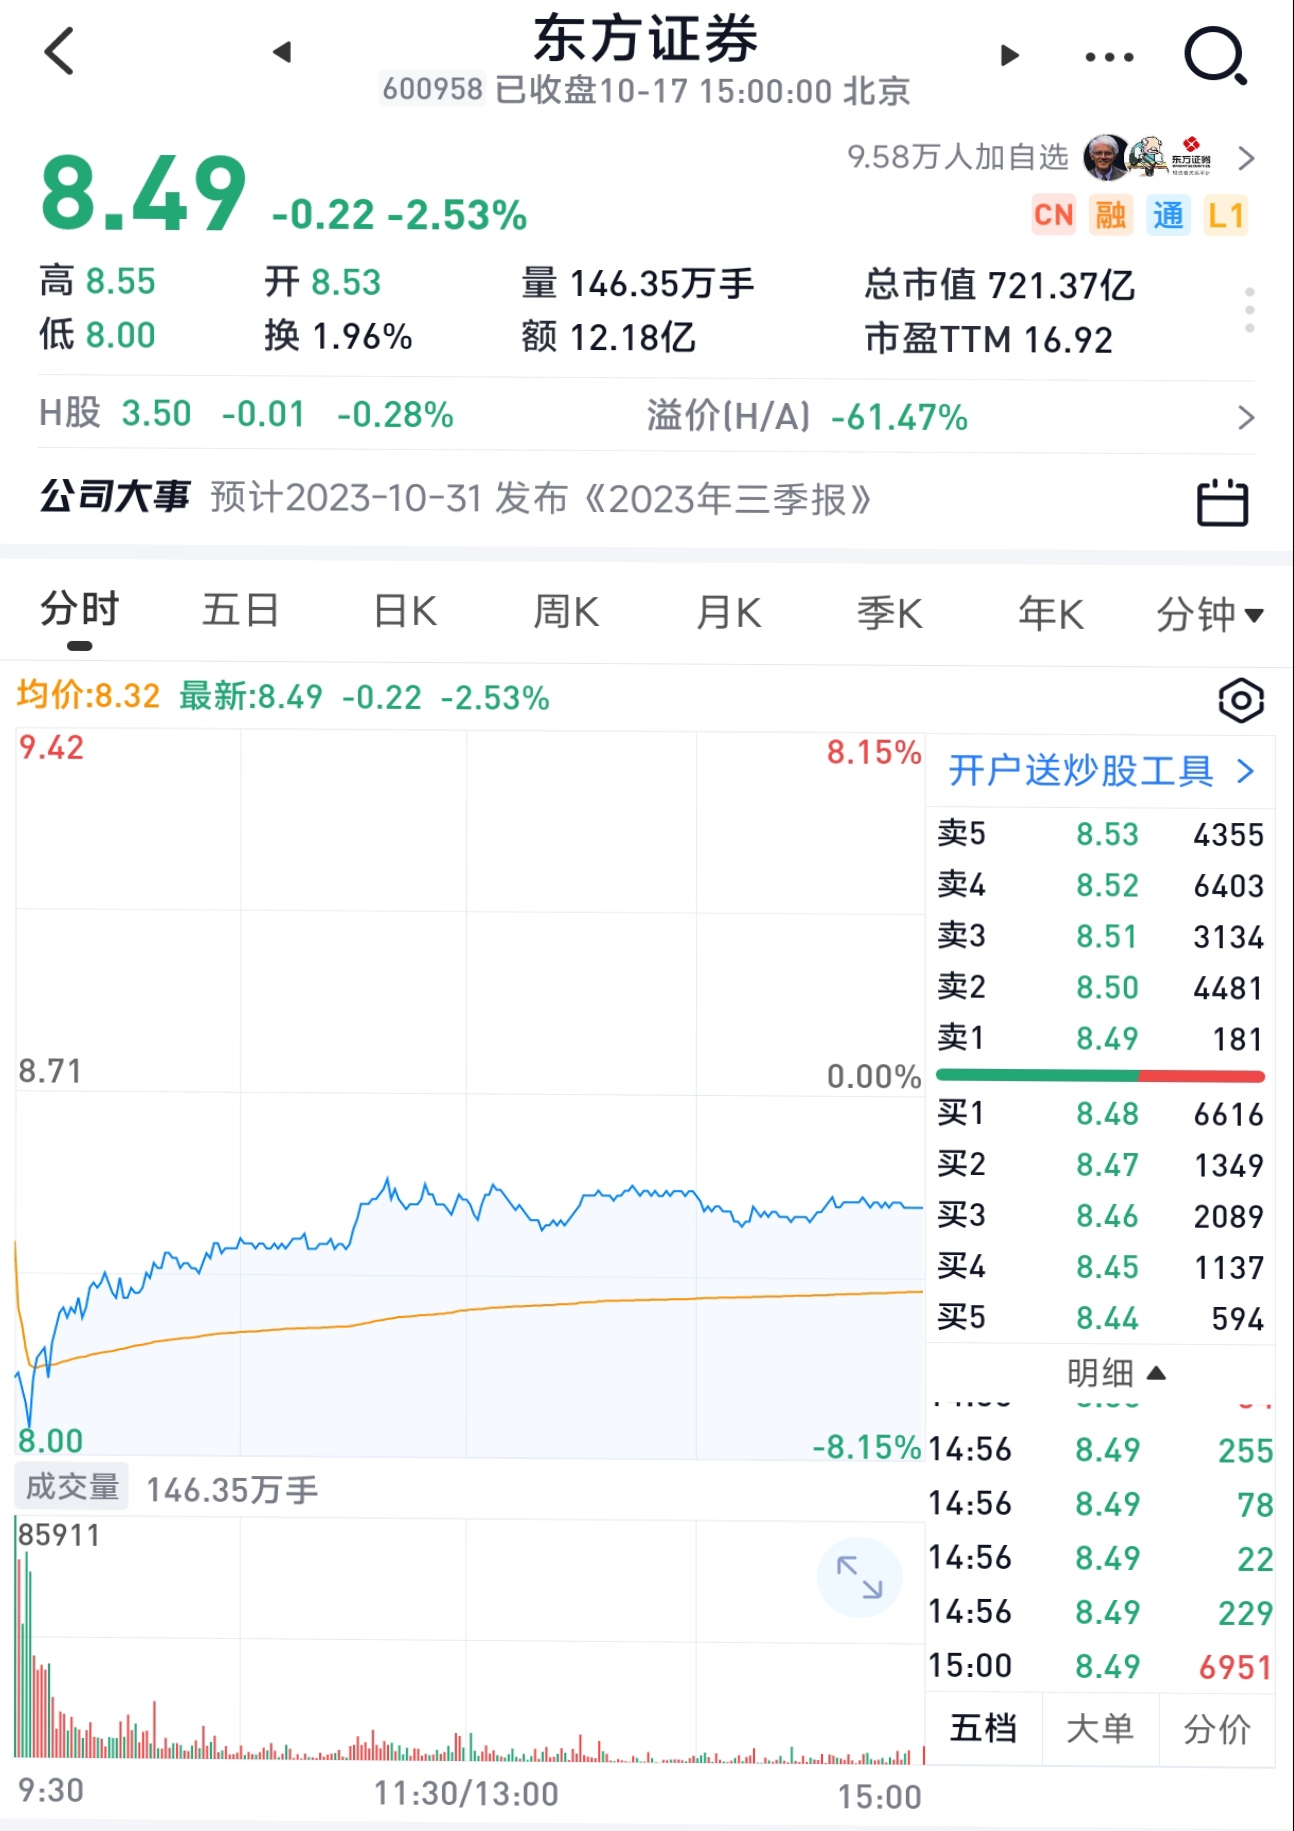 东方证券
600958 已收盘10-17 15:00:00 北京
8.49 -0.22 -2.53%
9.58万人加自选 东方证券
CN 融 通 L1
高 8.55 开 8.53 量 146.35万手 总市值 721.37亿
低 8.00 换 1.96% 额 12.18亿 市盈TTM 16.92
H股 3.50 -0.01 -0.28% 溢价(H/A) -61.47%
公司大事 预计2023-10-31 发布《2023年三季报》
分时 五日 日K 周K 月K 季K 年K 分钟
均价:8.32 最新:8.49 -0.22 -2.53%
9.42 8.15%
8.71 0.00%
8.00 -8.15%
成交量 146.35万手
85911
9:30 11:30/13:00 15:00
开户送炒股工具
卖5 8.53 4355
卖4 8.52 6403
卖3 8.51 3134
卖2 8.50 4481
卖1 8.49 181
买1 8.48 6616
买2 8.47 1349
买3 8.46 2089
买4 8.45 1137
买5 8.44 594
明细
14:56 8.49 255
14:56 8.49 78
14:56 8.49 22
14:56 8.49 229
15:00 8.49 6951
五档 大单 分价